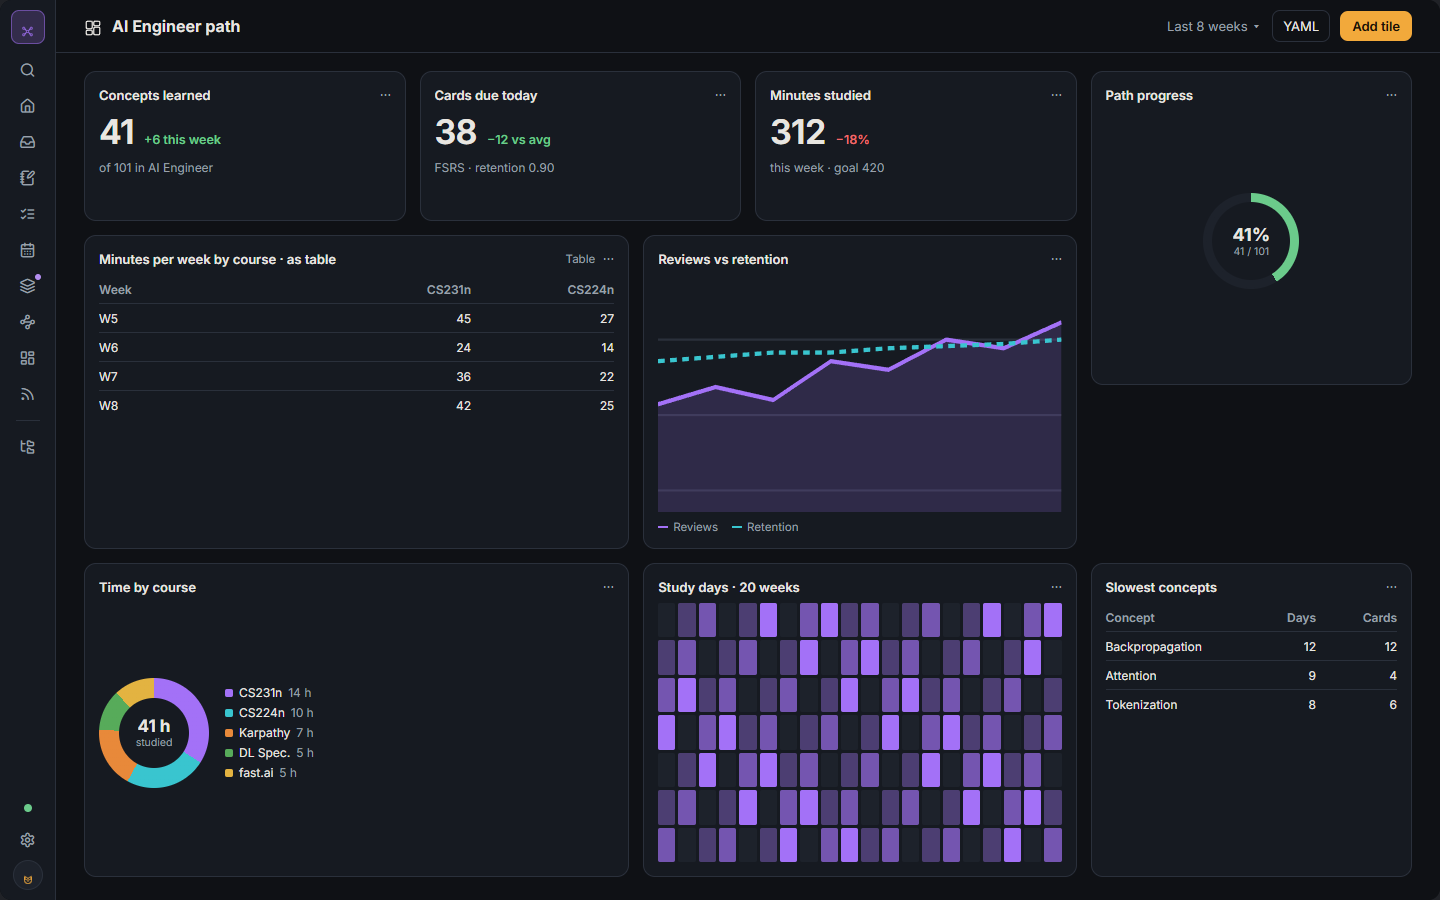 AI Engineer path
Last 8 weeks
YAML
Add tile
Concepts learned
41 +6 this week
of 101 in AI Engineer
Cards due today
38 −12 vs avg
FSRS · retention 0.90
Minutes studied
312 −18%
this week · goal 420
Path progress
41%
41 / 101
Minutes per week by course · as table
Table
Week CS231n CS224n
W5 45 27
W6 24 14
W7 36 22
W8 42 25
Reviews vs retention
Reviews Retention
Time by course
41 h
studied
CS231n 14 h
CS224n 10 h
Karpathy 7 h
DL Spec. 5 h
fast.ai 5 h
Study days · 20 weeks
Slowest concepts
Concept Days Cards
Backpropagation 12 12
Attention 9 4
Tokenization 8 6